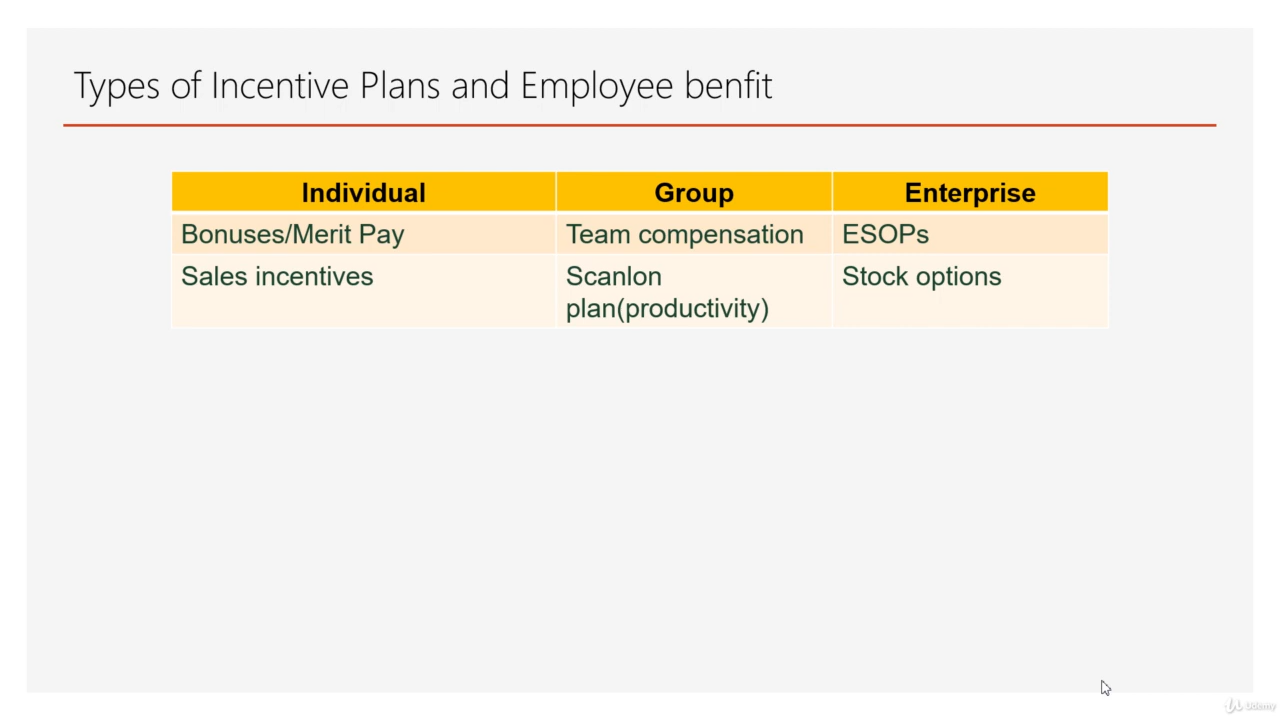 Types of Incentive Plans and Employee benfit
Individual Group Enterprise
Bonuses/Merit Pay Team compensation ESOPs
Sales incentives Scanlon Stock options
plan(productivity)
Udemy